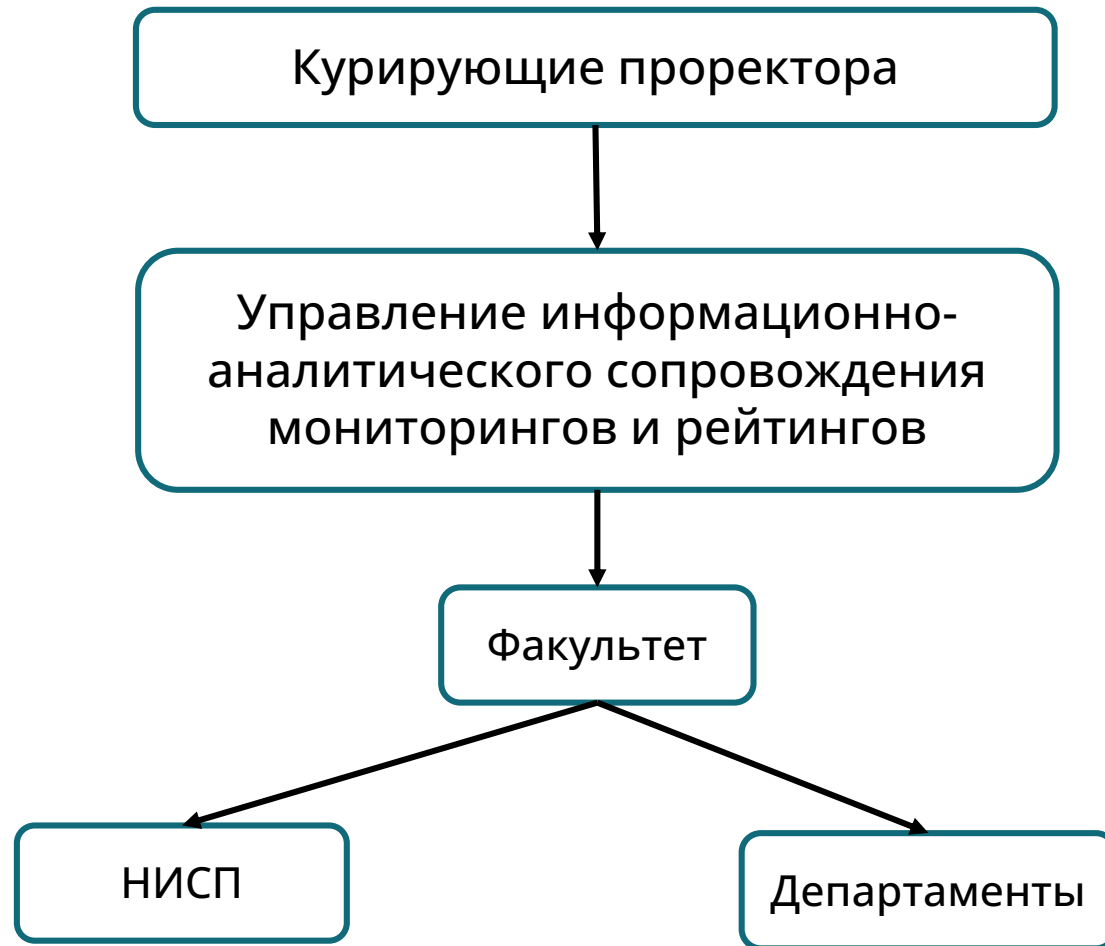 Курирующие проректора
Управление информационно-
аналитического сопровождения
мониторингов и рейтингов
Факультет
НИСП
Департаменты